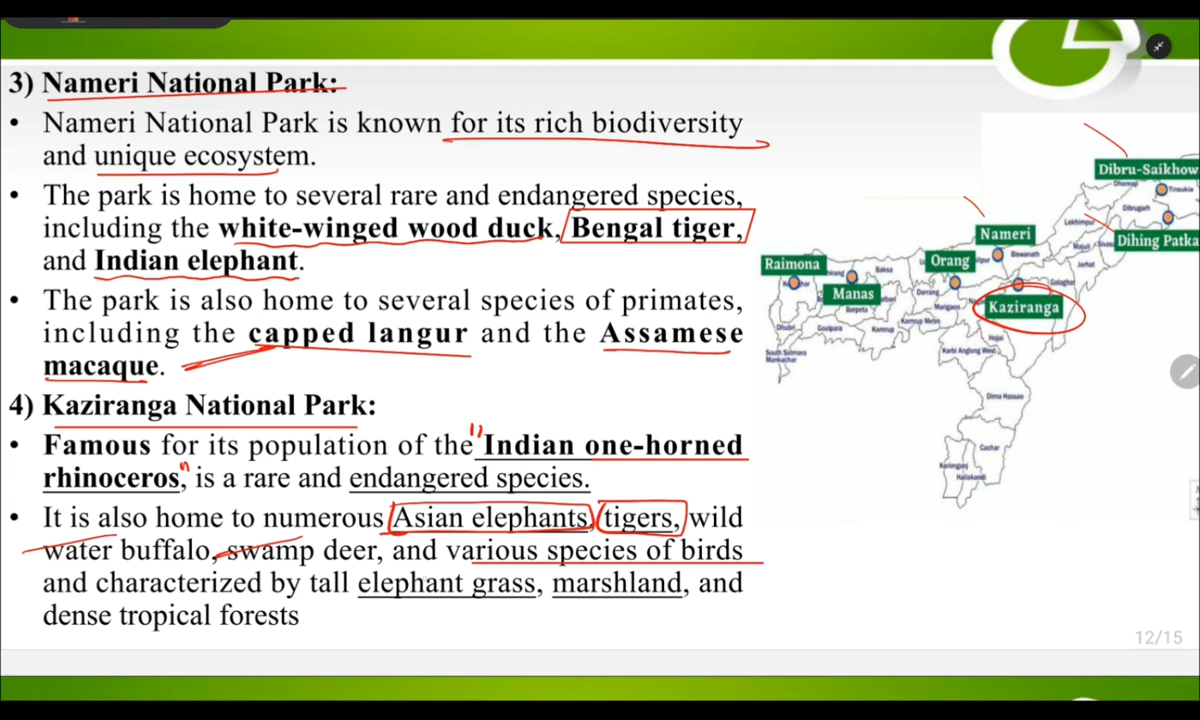 3) Nameri National Park:
• Nameri National Park is known for its rich biodiversity
and unique ecosystem.
• The park is home to several rare and endangered species,
including the white-winged wood duck, Bengal tiger,
and Indian elephant.
• The park is also home to several species of primates,
including the capped langur and the Assamese
macaque.
4) Kaziranga National Park:
• Famous for its population of the "Indian one-horned
rhinoceros," is a rare and endangered species.
• It is also home to numerous Asian elephants, tigers, wild
water buffalo, swamp deer, and various species of birds
and characterized by tall elephant grass, marshland, and
dense tropical forests
Dibru-Saikhow
Dhemaji
Tinsukia
Dibrugarh
Lakhimpur
Nameri
Dihing Patka
Majuli
Biswanath
Jorhat
Raimona
Orang
Baksa
Golaghat
Manas
Darrang
Kaziranga
Barpeta
Morigaon
Kamrup Metro
Dhubri
Goalpara
Kamrup
Hojai
South Salmara
Mankachar
Karbi Anglong West
Dima Hasao
Cachar
Karimganj
Hailakandi
12/15